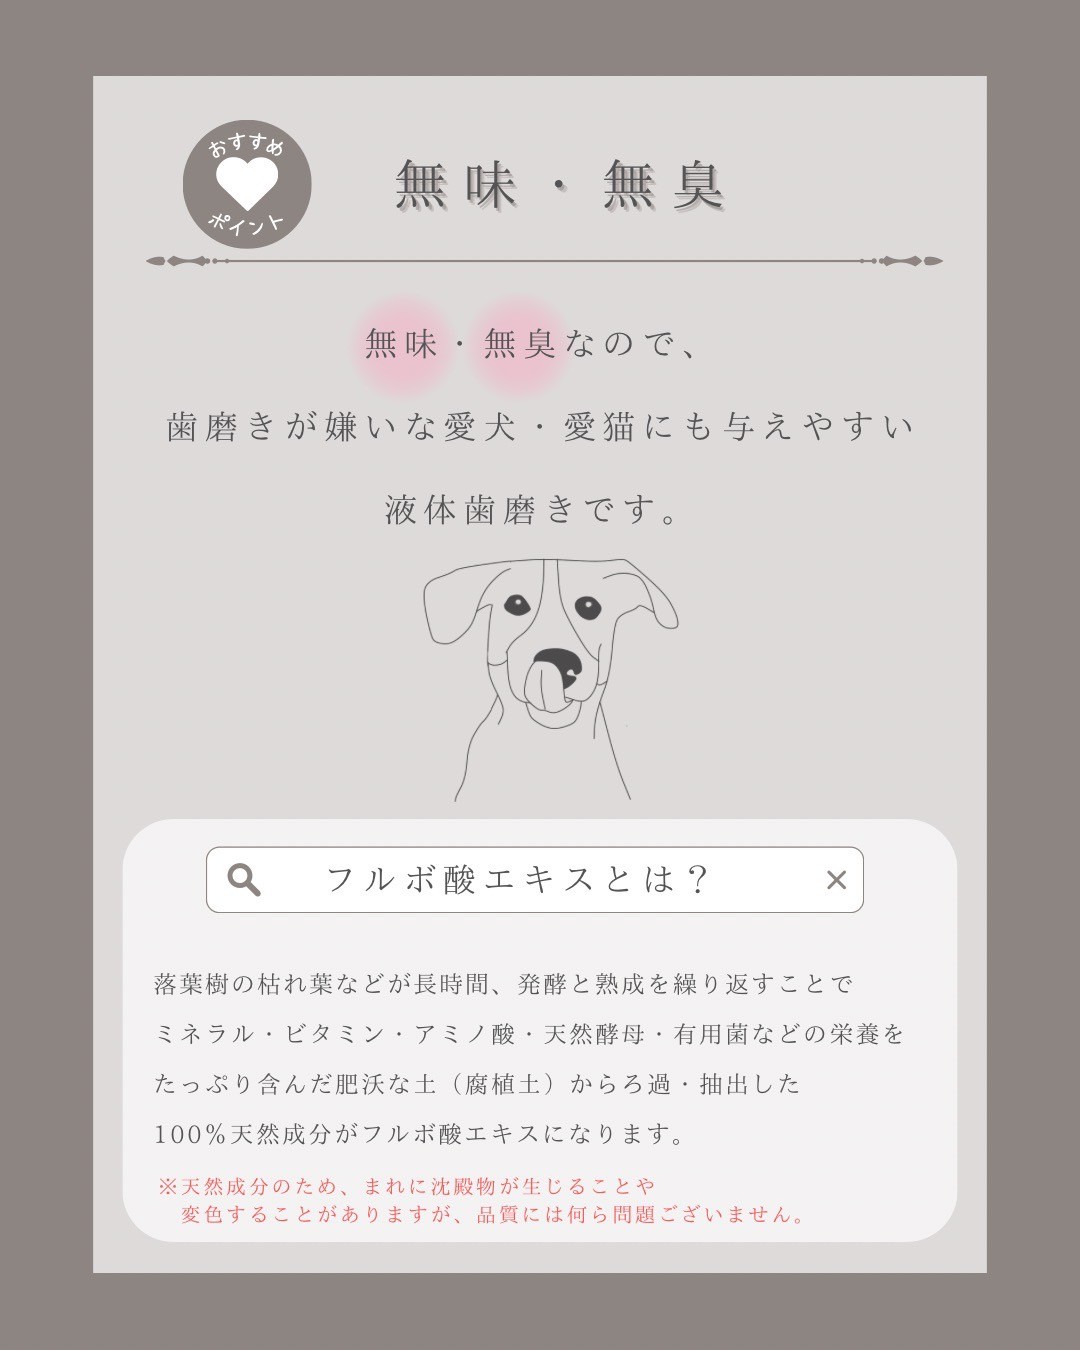 おすすめ
ポイント
無味・無臭
無味・無臭なので、
歯磨きが嫌いな愛犬・愛猫にも与えやすい
液体歯磨きです。
フルボ酸エキスとは？
落葉樹の枯れ葉などが長時間、発酵と熟成を繰り返すことで
ミネラル・ビタミン・アミノ酸・天然酵母・有用菌などの栄養を
たっぷり含んだ肥沃な土（腐植土）からろ過・抽出した
100％天然成分がフルボ酸エキスになります。
※天然成分のため、まれに沈殿物が生じることや
変色することがありますが、品質には何ら問題ございません。